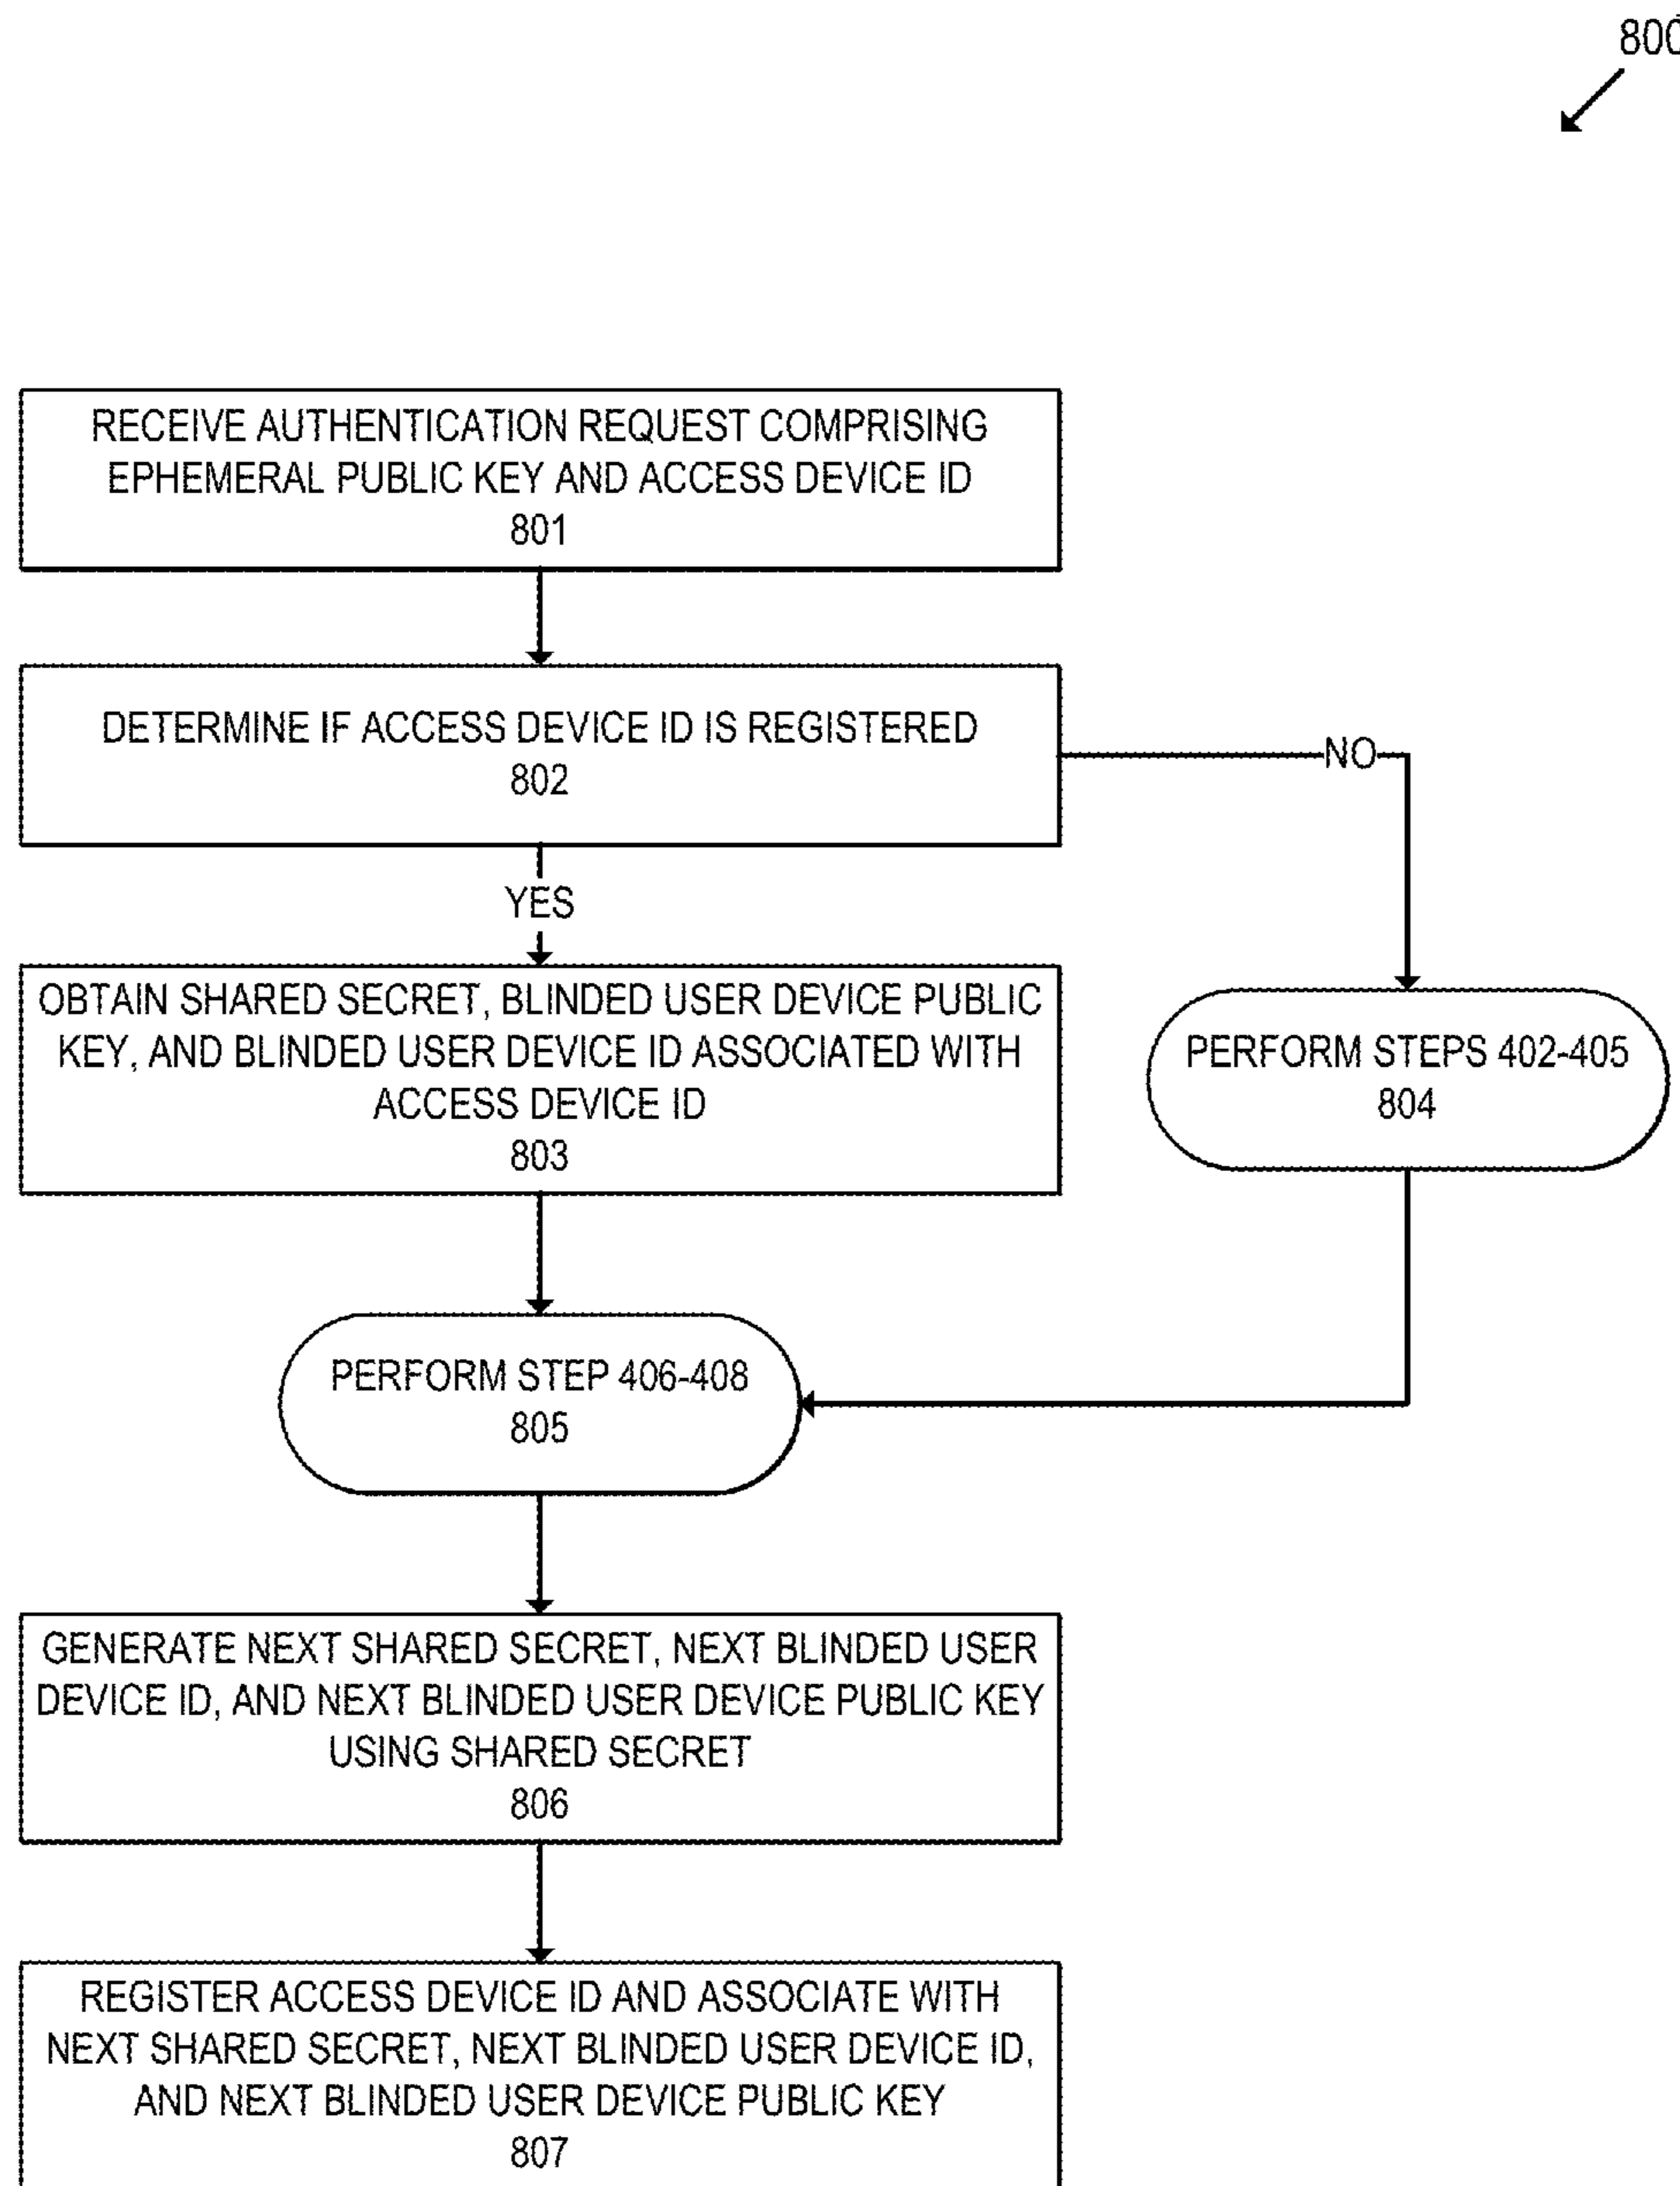 800
RECEIVE AUTHENTICATION REQUEST COMPRISING
EPHEMERAL PUBLIC KEY AND ACCESS DEVICE ID
801
DETERMINE IF ACCESS DEVICE ID IS REGISTERED
802
NO
YES
OBTAIN SHARED SECRET, BLINDED USER DEVICE PUBLIC
KEY, AND BLINDED USER DEVICE ID ASSOCIATED WITH
ACCESS DEVICE ID
803
PERFORM STEPS 402-405
804
PERFORM STEP 406-408
805
GENERATE NEXT SHARED SECRET, NEXT BLINDED USER
DEVICE ID, AND NEXT BLINDED USER DEVICE PUBLIC KEY
USING SHARED SECRET
806
REGISTER ACCESS DEVICE ID AND ASSOCIATE WITH
NEXT SHARED SECRET, NEXT BLINDED USER DEVICE ID,
AND NEXT BLINDED USER DEVICE PUBLIC KEY
807